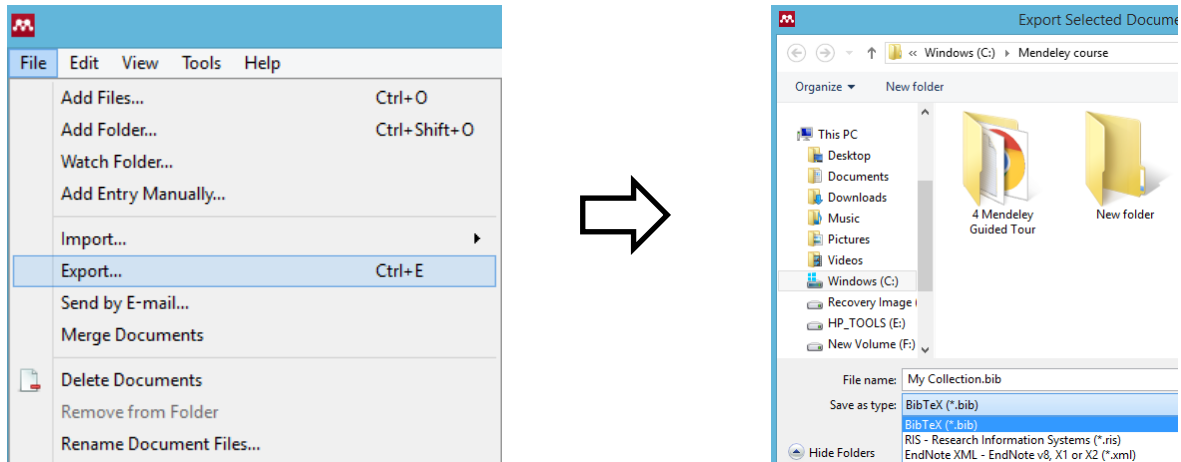 File Edit View Tools Help
Add Files... Ctrl+O
Add Folder... Ctrl+Shift+O
Watch Folder...
Add Entry Manually...
Import...
Export... Ctrl+E
Send by E-mail...
Merge Documents
Delete Documents
Remove from Folder
Rename Document Files...
Export Selected Docume
« Windows (C:) Mendeley course
Organize New folder
This PC
Desktop
Documents
Downloads
Music
Pictures
Videos
Windows (C:)
Recovery Image (
HP_TOOLS (E:)
New Volume (F:)
4 Mendeley
Guided Tour
New folder
File name: My Collection.bib
Save as type: BibTeX (*.bib)
BibTeX (*.bib)
RIS - Research Information Systems (*.ris)
EndNote XML - EndNote v8, X1 or X2 (*.xml)
Hide Folders